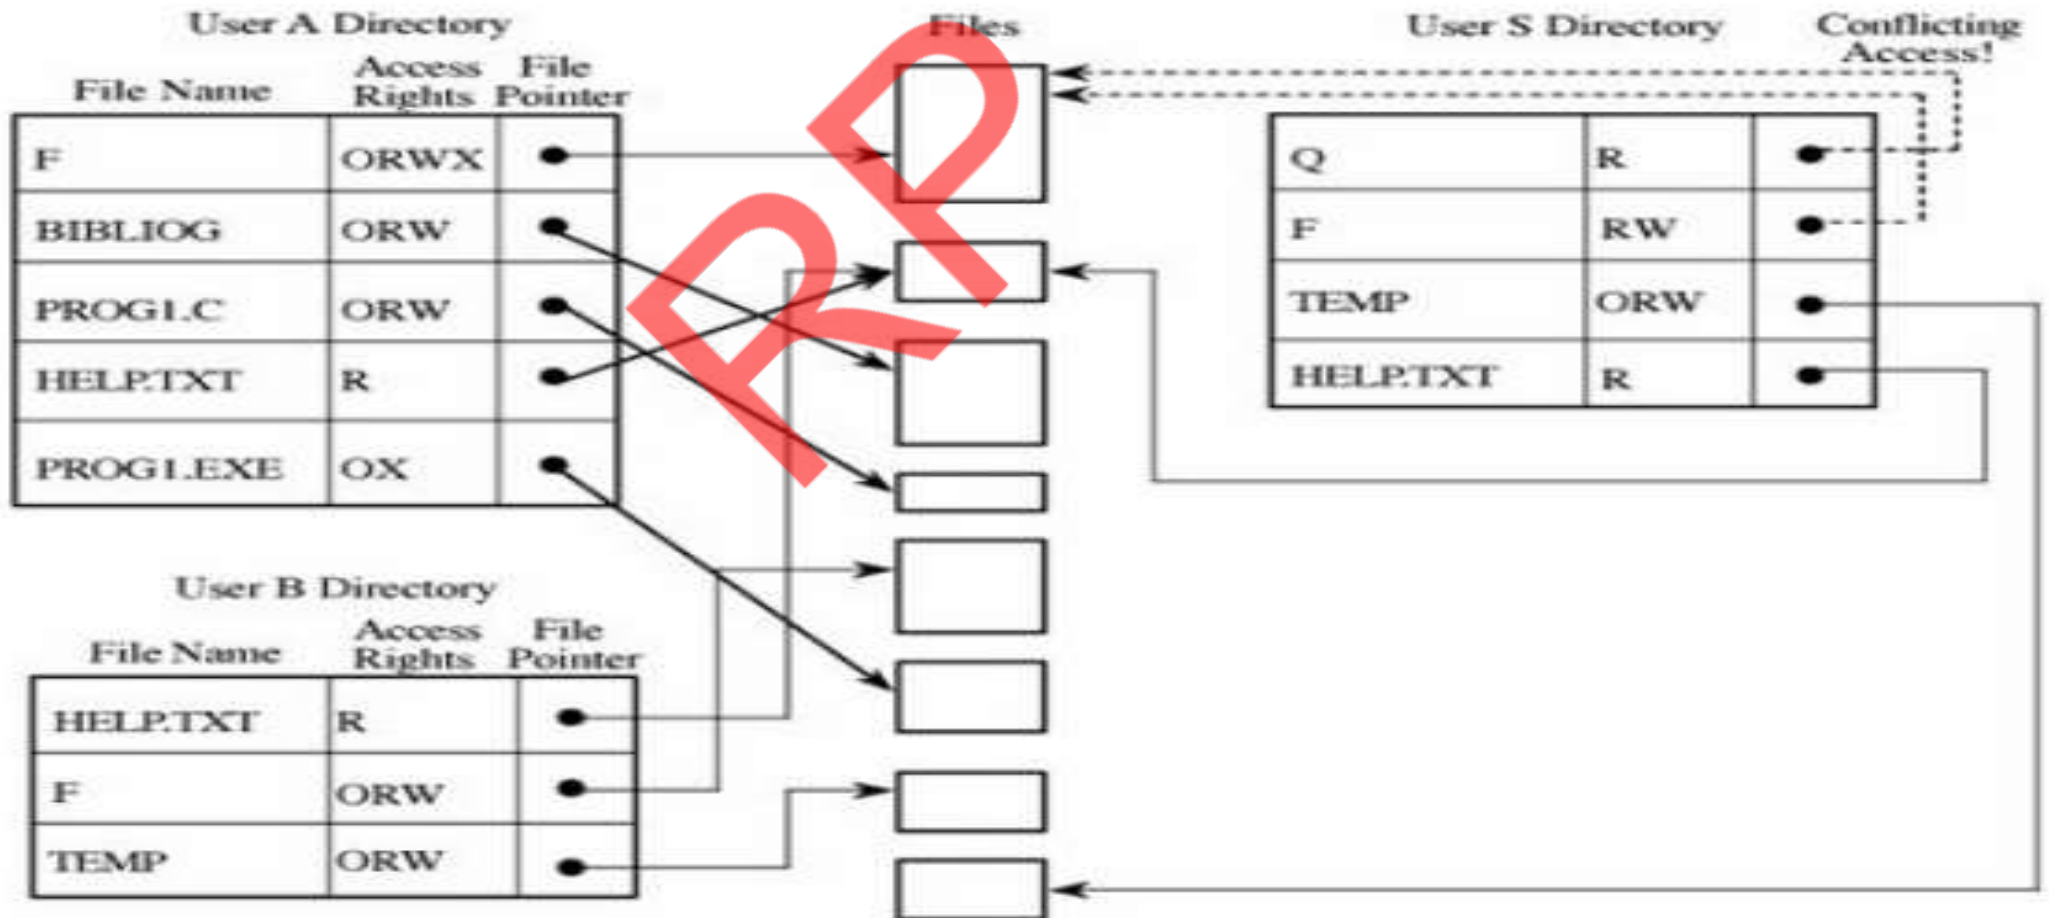 User A Directory
File Name
Access Rights
File Pointer
F ORWX
BIBLIOG ORW
PROG1.C ORW
HELP.TXT R
PROG1.EXE OX
User B Directory
File Name
Access Rights
File Pointer
HELP.TXT R
F ORW
TEMP ORW
Files
User S Directory
Conflicting
Access!
Q R
F RW
TEMP ORW
HELP.TXT R
RP